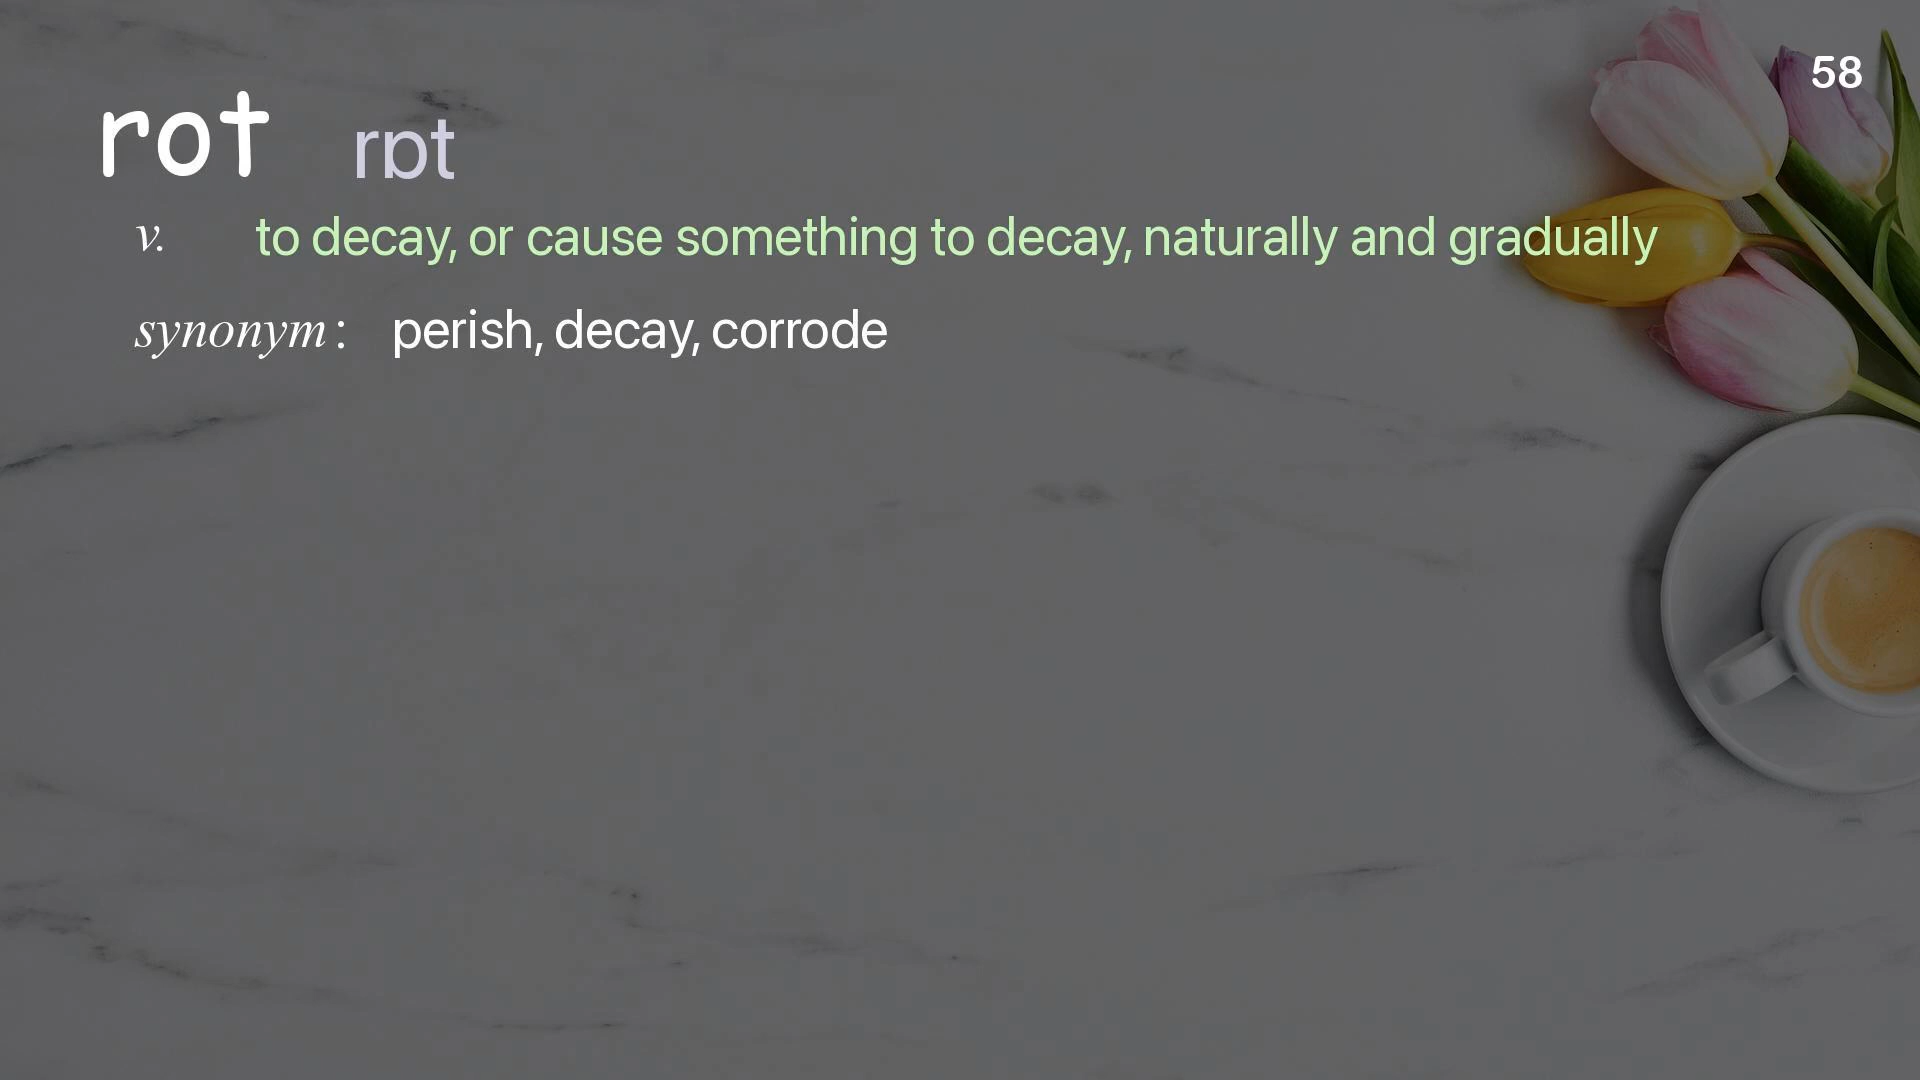 58
rot rɒt
v. to decay, or cause something to decay, naturally and gradually
synonym: perish, decay, corrode